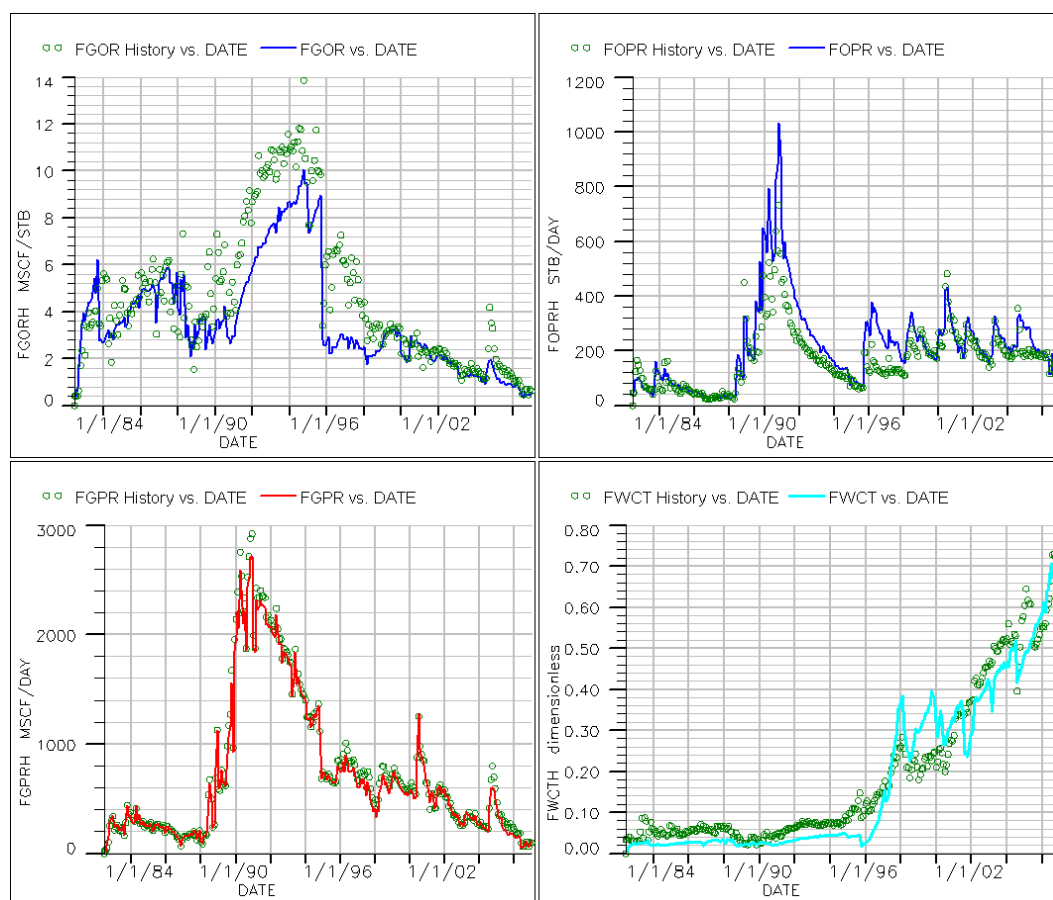 FGOR History vs. DATE FGOR vs. DATE
FGORH MSCF/STB
14
12
10
8
6
4
2
0
1/1/84 1/1/90 1/1/96 1/1/02
DATE
FOPR History vs. DATE FOPR vs. DATE
FOPRH STB/DAY
1200
1000
800
600
400
200
0
1/1/84 1/1/90 1/1/96 1/1/02
DATE
FGPR History vs. DATE FGPR vs. DATE
FGPRH MSCF/DAY
3000
2000
1000
0
1/1/84 1/1/90 1/1/96 1/1/02
DATE
FWCT History vs. DATE FWCT vs. DATE
FWCTH dimensionless
0.80
0.70
0.60
0.50
0.40
0.30
0.20
0.10
0.00
1/1/84 1/1/90 1/1/96 1/1/02
DATE